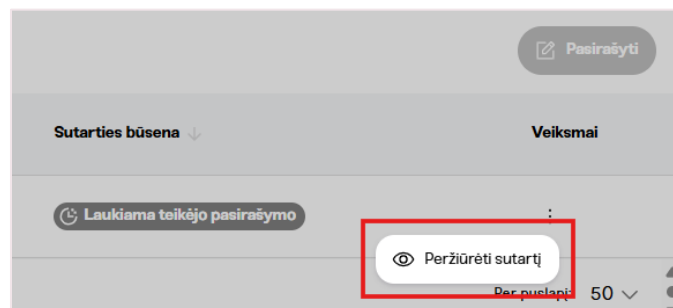 Pasirašyti
Sutarties būsena Veiksmai
Laukiama teikėjo pasirašymo
Peržiūrėti sutartį
Per puslapį: 50